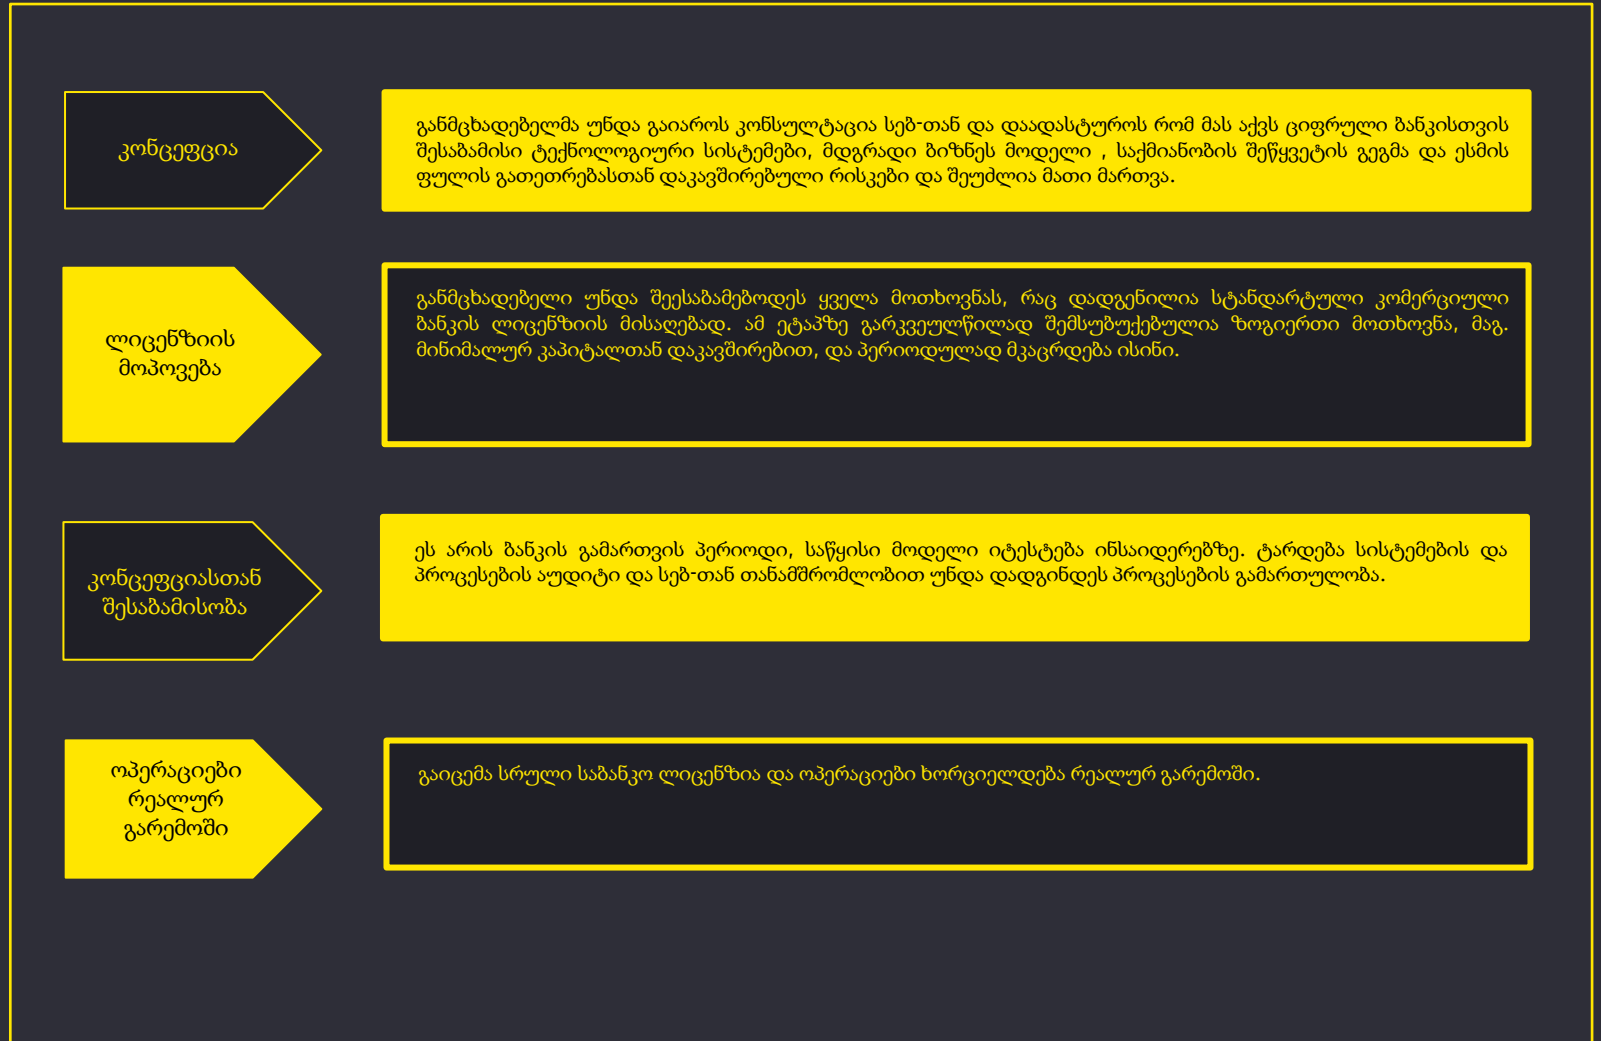 კონცეფცია
განმცხადებელმა უნდა გაიაროს კონსულტაცია სებ-თან და დაადასტუროს რომ მას აქვს ციფრული ბანკისთვის
შესაბამისი ტექნოლოგიური სისტემები, მდგრადი ბიზნეს მოდელი , საქმიანობის შეწყვეტის გეგმა და ესმის
ფულის გათეთრებასთან დაკავშირებული რისკები და შეუძლია მათი მართვა.
ლიცენზიის
მოპოვება
განმცხადებელი უნდა შეესაბამებოდეს ყველა მოთხოვნას, რაც დადგენილია სტანდარტული კომერციული
ბანკის ლიცენზიის მისაღებად. ამ ეტაპზე გარკვეულწილად შემსუბუქებულია ზოგიერთი მოთხოვნა, მაგ.
მინიმალურ კაპიტალთან დაკავშირებით, და პერიოდულად მკაცრდება ისინი.
კონცეფციასთან
შესაბამისობა
ეს არის ბანკის გამართვის პერიოდი, საწყისი მოდელი იტესტება ინსაიდერებზე. ტარდება სისტემების და
პროცესების აუდიტი და სებ-თან თანამშრომლობით უნდა დადგინდეს პროცესების გამართულობა.
ოპერაციები
რეალურ
გარემოში
გაიცემა სრული საბანკო ლიცენზია და ოპერაციები ხორციელდება რეალურ გარემოში.